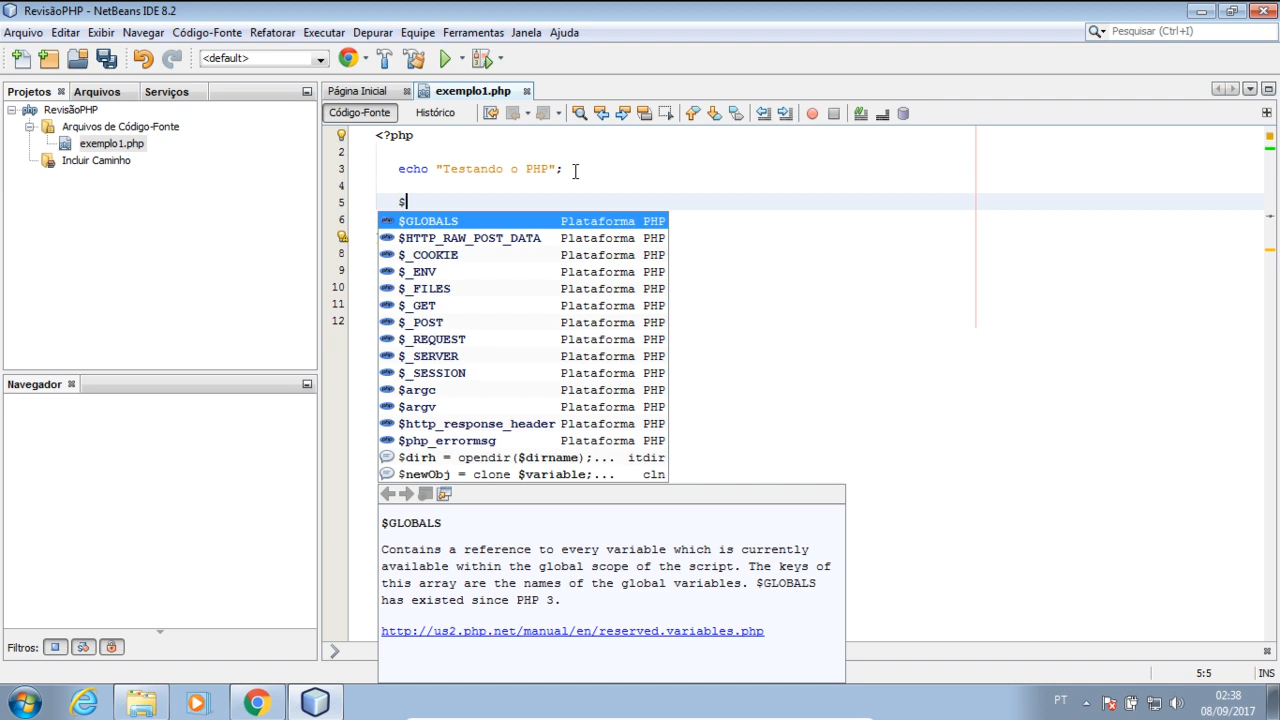 RevisãoPHP - NetBeans IDE 8.2
Arquivo Editar Exibir Navegar Código-Fonte Refatorar Executar Depurar Equipe Ferramentas Janela Ajuda
Pesquisar (Ctrl+I)
<default>
Projetos Arquivos Serviços
Página Inicial exemplo1.php
Código-Fonte Histórico
RevisãoPHP
Arquivos de Código-Fonte
exemplo1.php
Incluir Caminho
<?php
2
3 echo "Testando o PHP";
4
5 $
6
8
9
10
11
12
$GLOBALS Plataforma PHP
$HTTP_RAW_POST_DATA Plataforma PHP
$_COOKIE Plataforma PHP
$_ENV Plataforma PHP
$_FILES Plataforma PHP
$_GET Plataforma PHP
$_POST Plataforma PHP
$_REQUEST Plataforma PHP
$_SERVER Plataforma PHP
$_SESSION Plataforma PHP
$argc Plataforma PHP
$argv Plataforma PHP
$http_response_header Plataforma PHP
$php_errormsg Plataforma PHP
$dirh = opendir($dirname);... itdir
$newObj = clone $variable;... cln
$GLOBALS
Contains a reference to every variable which is currently
available within the global scope of the script. The keys of
this array are the names of the global variables. $GLOBALS
has existed since PHP 3.
http://us2.php.net/manual/en/reserved.variables.php
Navegador
Filtros:
5:5 INS
PT
02:38
08/09/2017